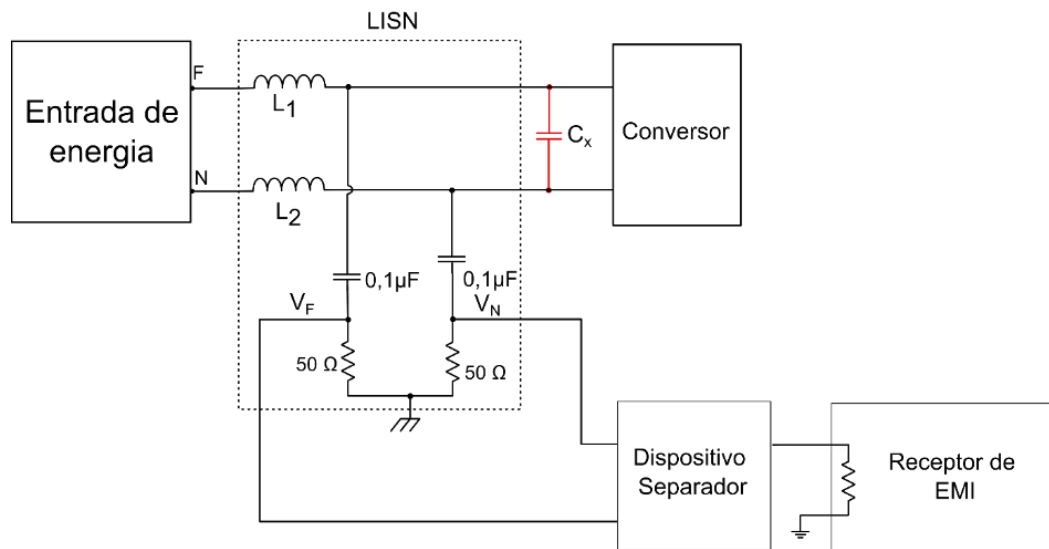 LISN
F
Entrada de
energia
L1
N
L2
Cx
Conversor
0,1μF
0,1μF
VF
VN
50 Ω
50 Ω
Dispositivo
Separador
Receptor de
EMI